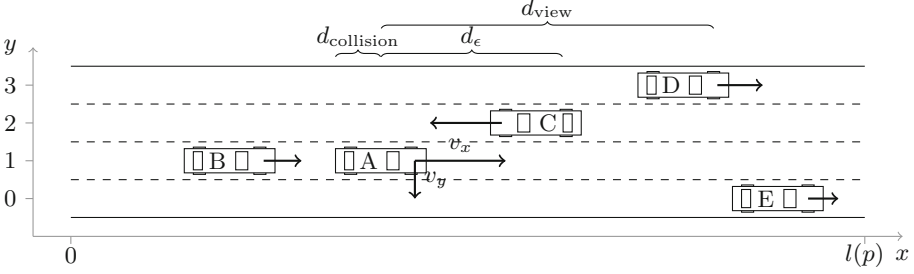 d_view
d_collision d_ϵ
y
3 D
2 C
v_x
1 B A
v_y
0 E
0 l(p) x